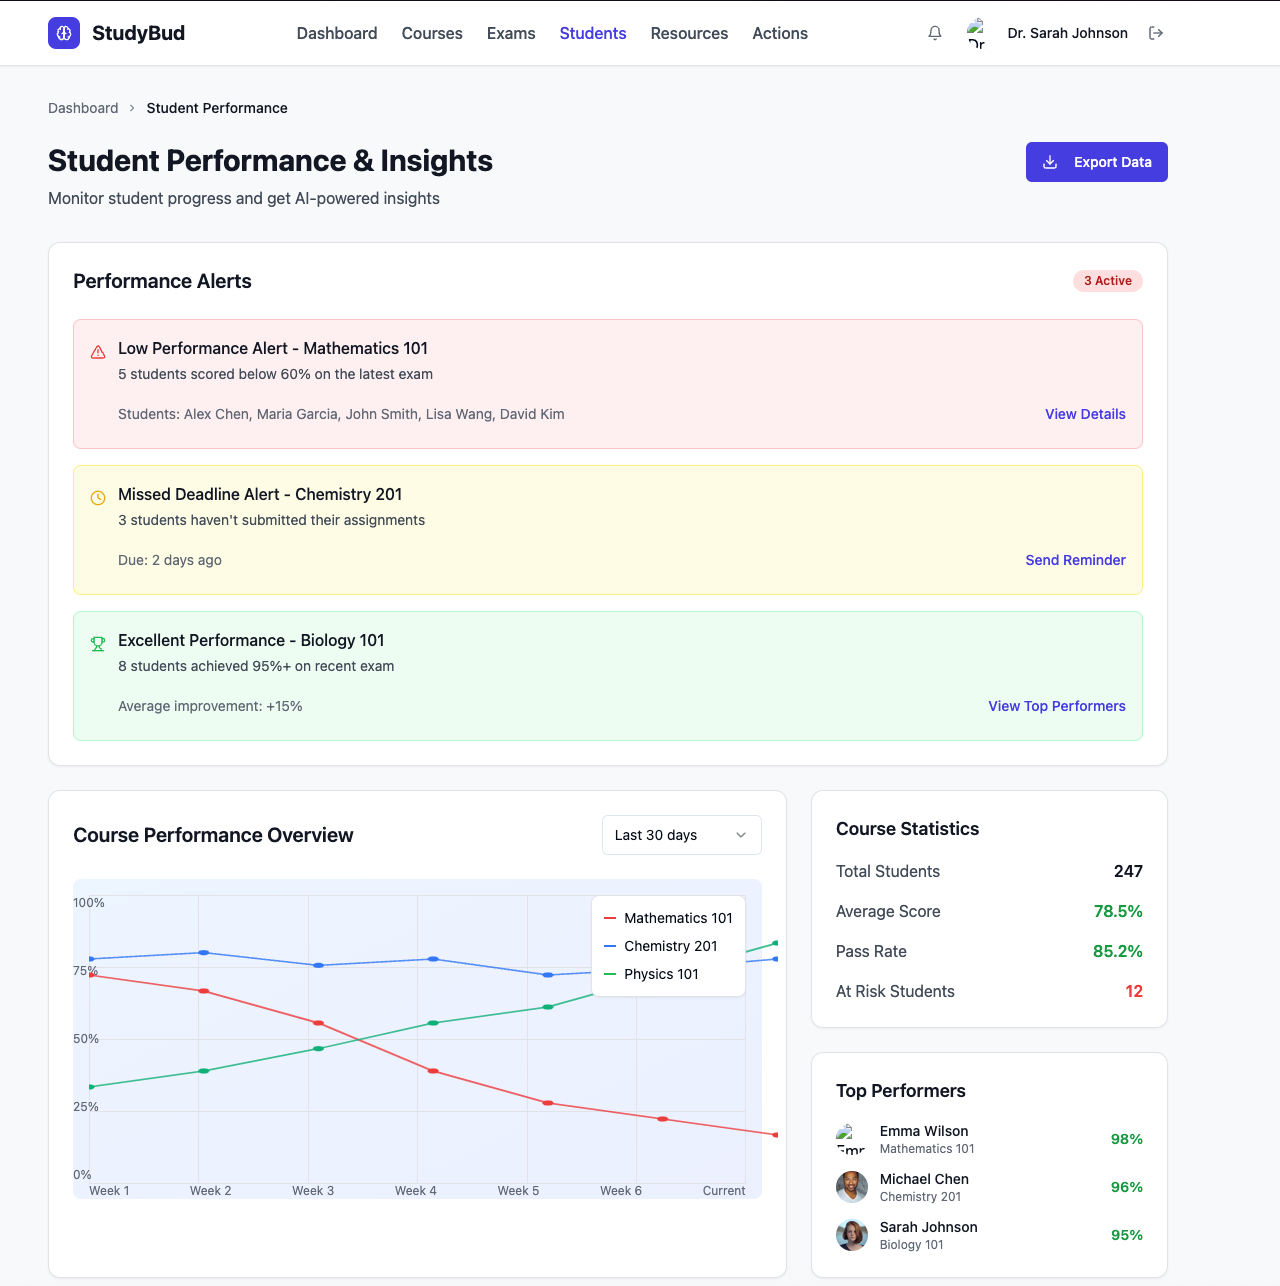 StudyBud
Dashboard Courses Exams Students Resources Actions
Dr
Dr. Sarah Johnson
Dashboard > Student Performance
Student Performance & Insights
Export Data
Monitor student progress and get AI-powered insights
Performance Alerts
3 Active
Low Performance Alert - Mathematics 101
5 students scored below 60% on the latest exam
Students: Alex Chen, Maria Garcia, John Smith, Lisa Wang, David Kim
View Details
Missed Deadline Alert - Chemistry 201
3 students haven't submitted their assignments
Due: 2 days ago
Send Reminder
Excellent Performance - Biology 101
8 students achieved 95%+ on recent exam
Average improvement: +15%
View Top Performers
Course Performance Overview
Last 30 days
100%
75%
50%
25%
0%
Mathematics 101
Chemistry 201
Physics 101
Week 1 Week 2 Week 3 Week 4 Week 5 Week 6 Current
Course Statistics
Total Students 247
Average Score 78.5%
Pass Rate 85.2%
At Risk Students 12
Top Performers
Emma Wilson
Mathematics 101
98%
Michael Chen
Chemistry 201
96%
Sarah Johnson
Biology 101
95%